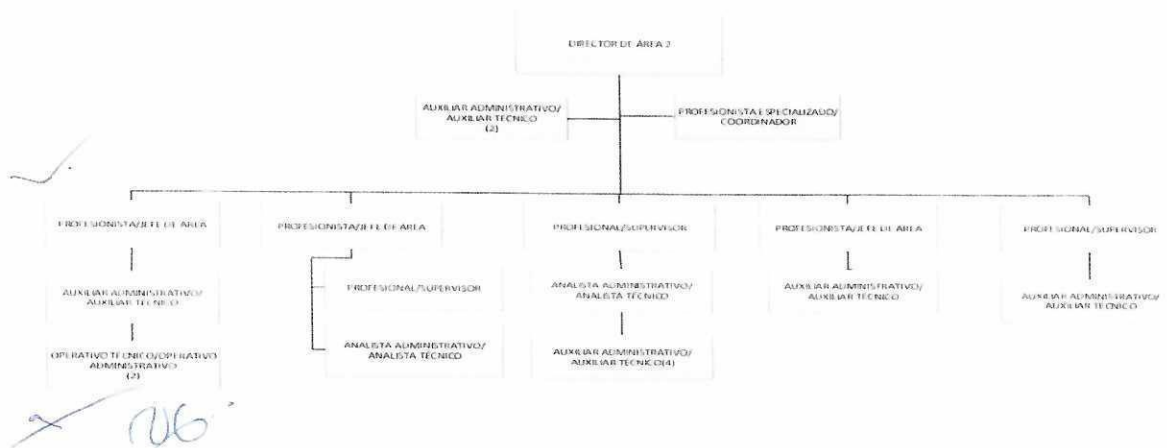 DIRECTOR DE ÁREA 2
AUXILIAR ADMINISTRATIVO/
AUXILIAR TÉCNICO
(2)
PROFESIONISTA ESPECIALIZADO/
COORDINADOR
PROFESIONISTA/JEFE DE ÁREA
AUXILIAR ADMINISTRATIVO/
AUXILIAR TÉCNICO
OPERATIVO TÉCNICO/OPERATIVO
ADMINISTRATIVO
(2)
PROFESIONISTA/JEFE DE ÁREA
PROFESIONAL/SUPERVISOR
ANALISTA ADMINISTRATIVO/
ANALISTA TÉCNICO
PROFESIONAL/SUPERVISOR
ANALISTA ADMINISTRATIVO/
ANALISTA TÉCNICO
AUXILIAR ADMINISTRATIVO/
AUXILIAR TÉCNICO(4)
PROFESIONISTA/JEFE DE ÁREA
AUXILIAR ADMINISTRATIVO/
AUXILIAR TÉCNICO
PROFESIONAL/SUPERVISOR
AUXILIAR ADMINISTRATIVO/
AUXILIAR TÉCNICO